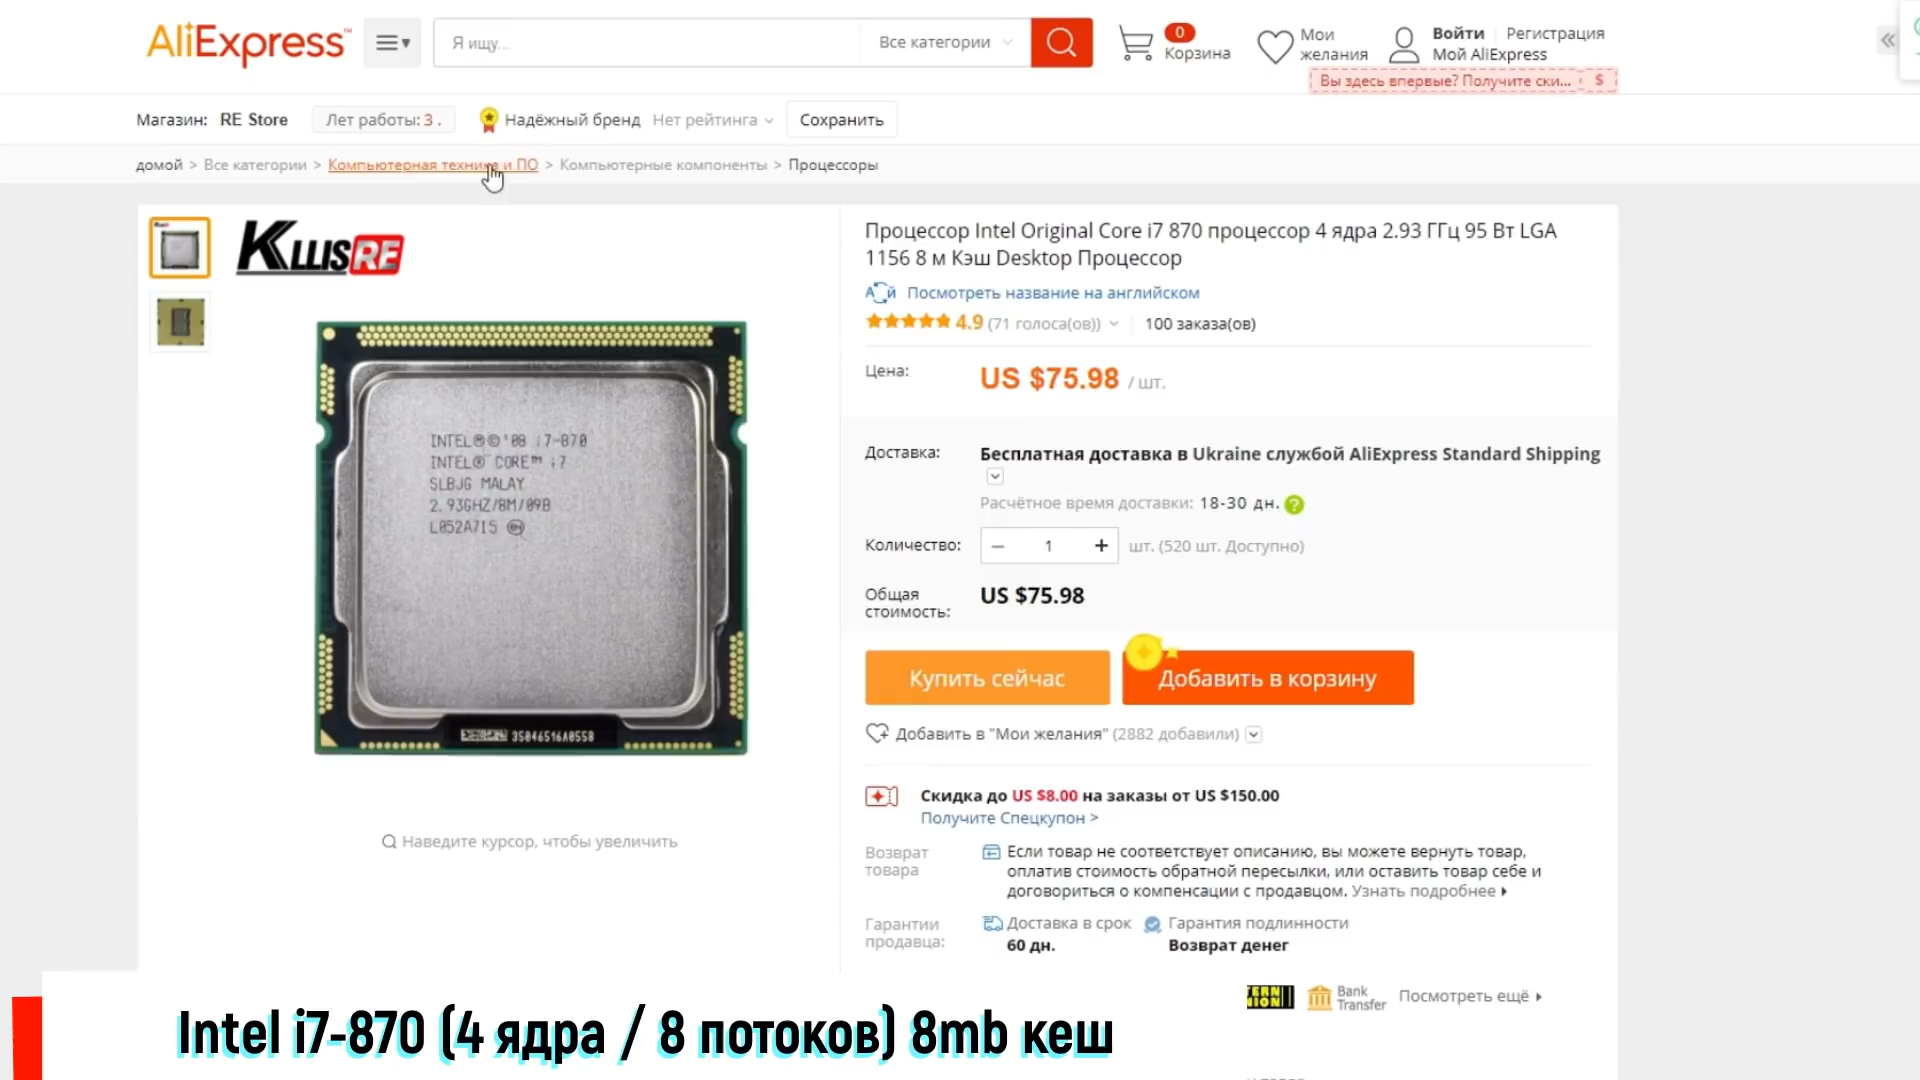 AliExpress™
Я ищу...
Все категории
0
Корзина
Мои
желания
Войти
Регистрация
Мой AliExpress
Вы здесь впервые? Получите ски... $
Магазин: RE Store
Лет работы: 3 .
Надёжный бренд
Нет рейтинга
Сохранить
домой > Все категории > Компьютерная техника и ПО > Компьютерные компоненты > Процессоры
KLLISRE
Процессор Intel Original Core i7 870 процессор 4 ядра 2.93 ГГц 95 Вт LGA
1156 8 м Кэш Desktop Процессор
Посмотреть название на английском
4.9 (71 голоса(ов)) 100 заказа(ов)
Цена: US $75.98 / шт.
INTEL®©'08 i7-870
INTEL® CORE™ i7
SLBJG MALAY
2.93GHZ/8M/09B
L052A715
35046516A0550
Доставка: Бесплатная доставка в Ukraine службой AliExpress Standard Shipping
Расчётное время доставки: 18-30 дн. ?
Количество: — 1 + шт. (520 шт. Доступно)
Общая
стоимость:
US $75.98
Купить сейчас
Добавить в корзину
Добавить в "Мои желания" (2882 добавили)
Скидка до US $8.00 на заказы от US $150.00
Получите Спецкупон >
Наведите курсор, чтобы увеличить
Возврат
товара
Если товар не соответствует описанию, вы можете вернуть товар,
оплатив стоимость обратной пересылки, или оставить товар себе и
договориться о компенсации с продавцом. Узнать подробнее
Гарантии
продавца:
Доставка в срок
60 дн.
Гарантия подлинности
Возврат денег
Bank
Transfer
Посмотреть ещё
Intel i7-870 (4 ядра / 8 потоков) 8mb кеш